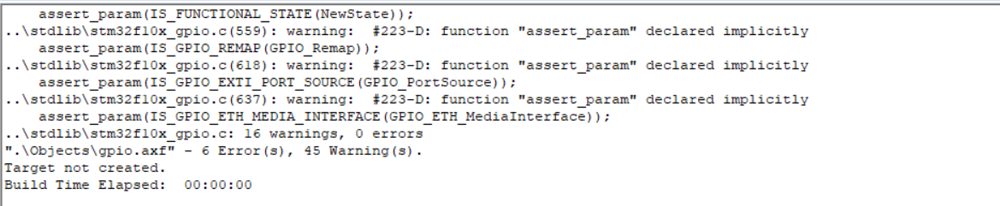 assert_param(IS_FUNCTIONAL_STATE(NewState));
..\stdlib\stm32f10x_gpio.c(559): warning:  #223-D: function "assert_param" declared implicitly
assert_param(IS_GPIO_REMAP(GPIO_Remap));
..\stdlib\stm32f10x_gpio.c(618): warning:  #223-D: function "assert_param" declared implicitly
assert_param(IS_GPIO_EXTI_PORT_SOURCE(GPIO_PortSource));
..\stdlib\stm32f10x_gpio.c(637): warning:  #223-D: function "assert_param" declared implicitly
assert_param(IS_GPIO_ETH_MEDIA_INTERFACE(GPIO_ETH_MediaInterface));
..\stdlib\stm32f10x_gpio.c: 16 warnings, 0 errors
".\Objects\gpio.axf" - 6 Error(s), 45 Warning(s).
Target not created.
Build Time Elapsed:  00:00:00